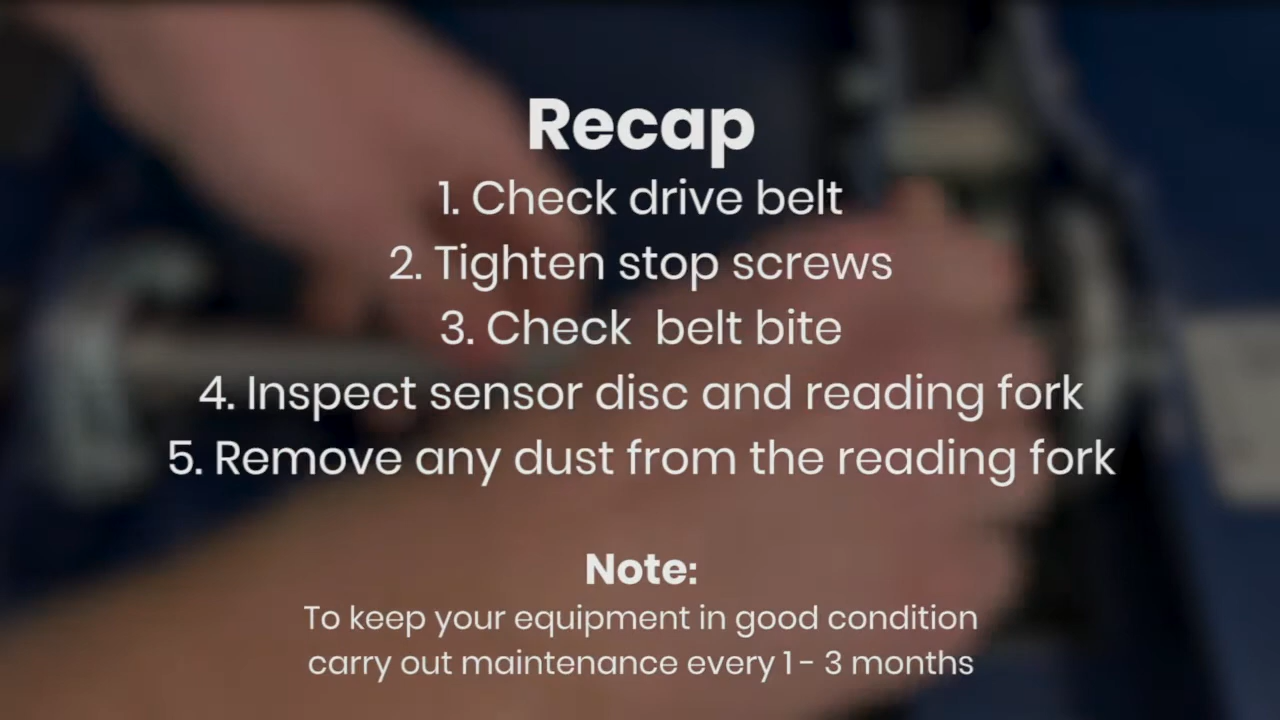 Recap
1. Check drive belt
2. Tighten stop screws
3. Check  belt bite
4. Inspect sensor disc and reading fork
5. Remove any dust from the reading fork
Note:
To keep your equipment in good condition
carry out maintenance every 1 - 3 months